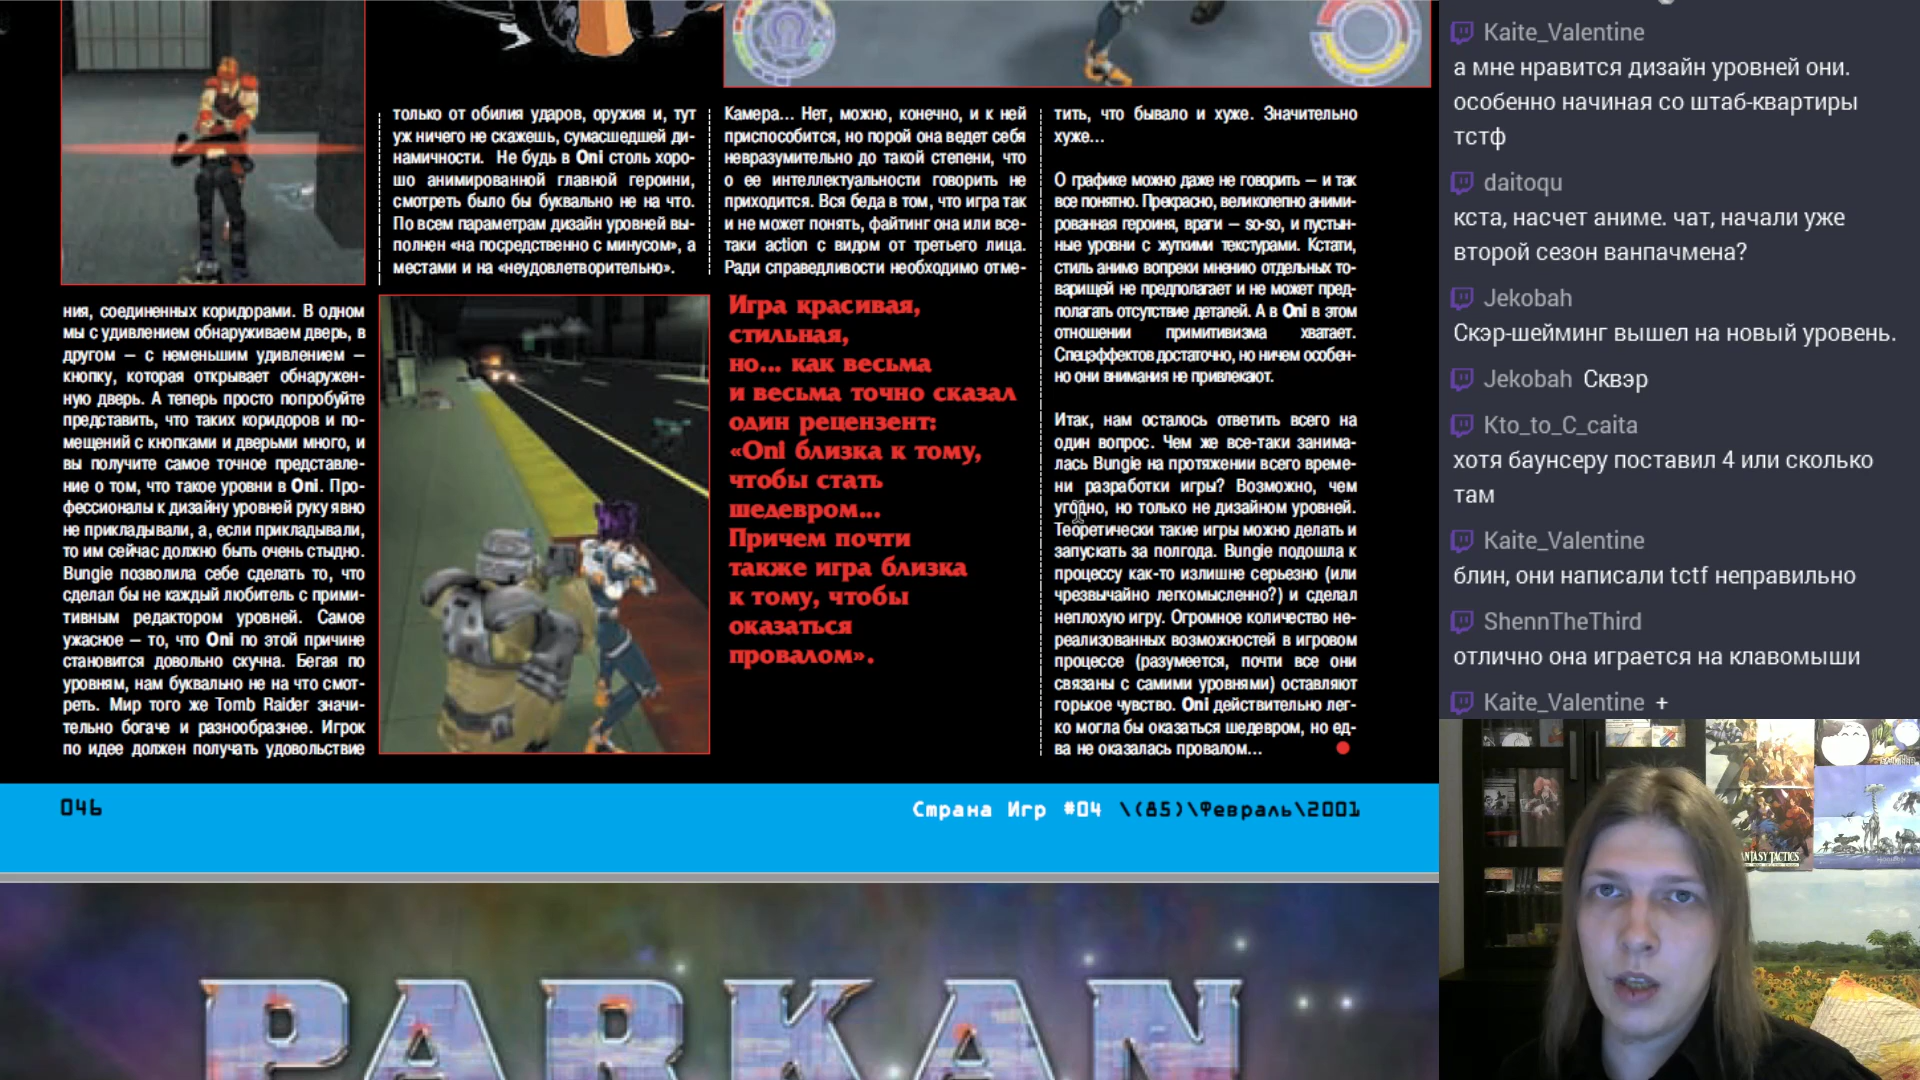 ния, соединенных коридорами. В одном
мы с удивлением обнаруживаем дверь, в
другом – с неменьшим удивлением –
кнопку, которая открывает обнаружен-
ную дверь. А теперь просто попробуйте
представить, что таких коридоров и по-
мещений с кнопками и дверьми много, и
вы получите самое точное представле-
ние о том, что такое уровни в Oni. Про-
фессионалы к дизайну уровней руку явно
не прикладывали, а, если прикладывали,
то им сейчас должно быть очень стыдно.
Bungie позволила себе сделать то, что
сделал бы не каждый любитель с прими-
тивным редактором уровней. Самое
ужасное – то, что Oni по этой причине
становится довольно скучна. Бегая по
уровням, нам буквально не на что смот-
реть. Мир того же Tomb Raider значи-
тельно богаче и разнообразнее. Игрок
по идее должен получать удовольствие
только от обилия ударов, оружия и, тут
уж ничего не скажешь, сумасшедшей ди-
намичности. Не будь в Oni столь хоро-
шо анимированной главной героини,
смотреть было бы буквально не на что.
По всем параметрам дизайн уровней вы-
полнен «на посредственно с минусом», а
местами и на «неудовлетворительно».
Камера... Нет, можно, конечно, и к ней
приспособится, но порой она ведет себя
невразумительно до такой степени, что
о ее интеллектуальности говорить не
приходится. Вся беда в том, что игра так
и не может понять, файтинг она или все-
таки action с видом от третьего лица.
Ради справедливости необходимо отме-
Игра красивая,
стильная,
но... как весьма
и весьма точно сказал
один рецензент:
«Oni близка к тому,
чтобы стать
шедевром...
Причем почти
также игра близка
к тому, чтобы
оказаться
провалом».
тить, что бывало и хуже. Значительно
хуже...
О графике можно даже не говорить – и так
все понятно. Прекрасно, великолепно аними-
рованная героиня, враги – so-so, и пустын-
ные уровни с жуткими текстурами. Кстати,
стиль анимэ вопреки мнению отдельных то-
варищей не предполагает и не может пред-
полагать отсутствие деталей. А в Oni в этом
отношении примитивизма хватает.
Спецэффектов достаточно, но ничем особен-
но они внимания не привлекают.
Итак, нам осталось ответить всего на
один вопрос. Чем же все-таки занима-
лась Bungie на протяжении всего време-
ни разработки игры? Возможно, чем
угодно, но только не дизайном уровней.
Теоретически такие игры можно делать и
запускать за полгода. Bungie подошла к
процессу как-то излишне серьезно (или
чрезвычайно легкомысленно?) и сделал
неплохую игру. Огромное количество не-
реализованных возможностей в игровом
процессе (разумеется, почти все они
связаны с самими уровнями) оставляют
горькое чувство. Oni действительно лег-
ко могла бы оказаться шедевром, но ед-
ва не оказалась провалом...
046
Страна Игр #04 \(85)\Февраль\2001
PARKAN
Kaite_Valentine
а мне нравится дизайн уровней они.
особенно начиная со штаб-квартиры
тстф
daitoqu
кста, насчет аниме. чат, начали уже
второй сезон ванпачмена?
Jekobah
Скэр-шейминг вышел на новый уровень.
Jekobah Сквэр
Kto_to_C_caita
хотя баунсеру поставил 4 или сколько
там
Kaite_Valentine
блин, они написали tctf неправильно
ShennTheThird
отлично она играется на клавомыши
Kaite_Valentine +